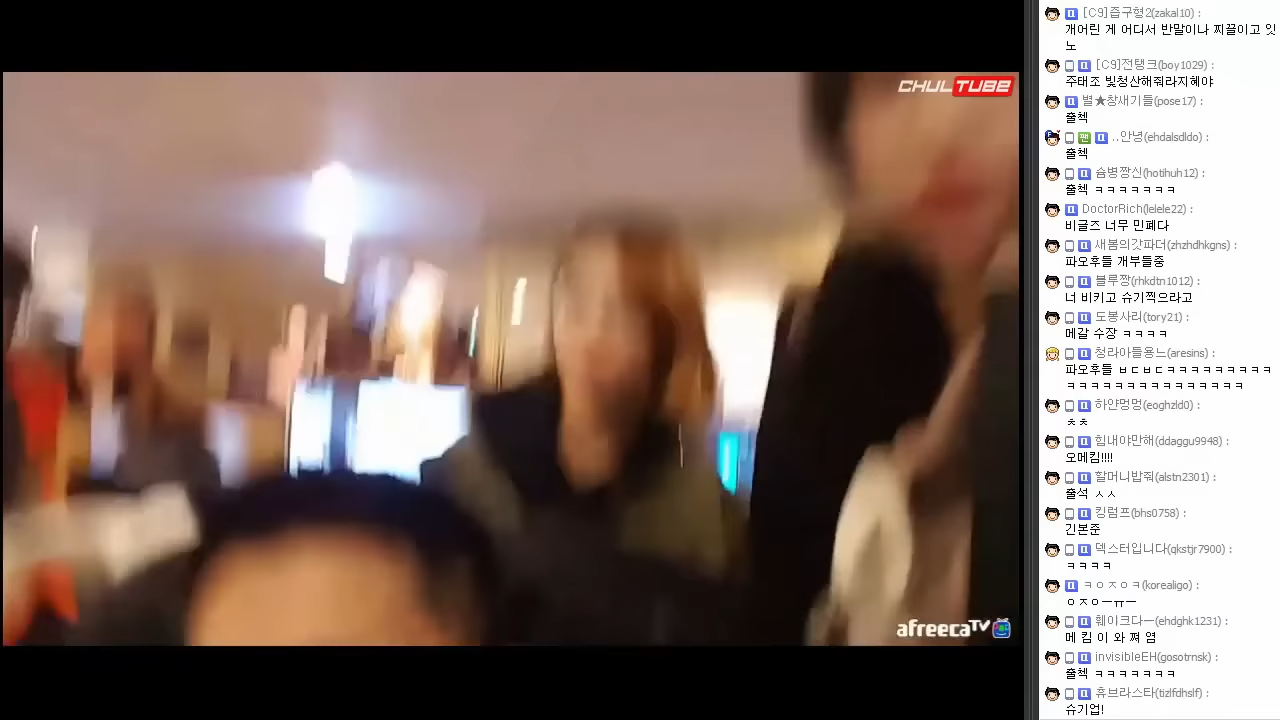 CHULTUBE
afreecaTV
[C9]즙구형2(zakal10) :
개어린 게 어디서 반말이나 찌끌이고 잇
노
[C9]전탱크(boy1029) :
주태조 빚청산해줘라지혜야
별★챵새기들(pose17) :
출첵
팬 ..안녕(ehdalsdldo) :
출첵
슘병짱신(hotihuh12) :
출첵 ㅋㅋㅋㅋㅋㅋㅋ
DoctorRich(lelele22) :
비글즈 너무 민폐다
새봄의갓파더(zhzhdhkgns) :
파오후들 개부들중
블루짱(rhkdtn1012) :
너 비키고 슈기찍으라고
도봉사리(tory21) :
메갈 수장 ㅋㅋㅋㅋ
청라아들용느(aresins) :
파오후들 ㅂㄷㅂㄷㅋㅋㅋㅋㅋㅋㅋㅋㅋ
ㅋㅋㅋㅋㅋㅋㅋㅋㅋㅋㅋㅋㅋㅋㅋ
하얀멍멍(eoghzld0) :
ㅊㅊ
힘내야만해(ddaggu9948) :
오메킴!!!!
할머니밥줘(alstn2301) :
출석 ㅅㅅ
킹럼프(bhs0758) :
긴본준
덱스터입니다(qkstjr7900) :
ㅋㅋㅋㅋ
ㅋㅇㅈㅇㅋ(korealigo) :
ㅇㅈㅇㅡㅠㅡ
훼이크다ㅡ(ehdghk1231) :
메 킴 이 와 쪄 염
invisibleEH(gosotrnsk) :
출첵 ㅋㅋㅋㅋㅋㅋㅋ
휴브라스타(tizlfdhslf) :
슈기업!